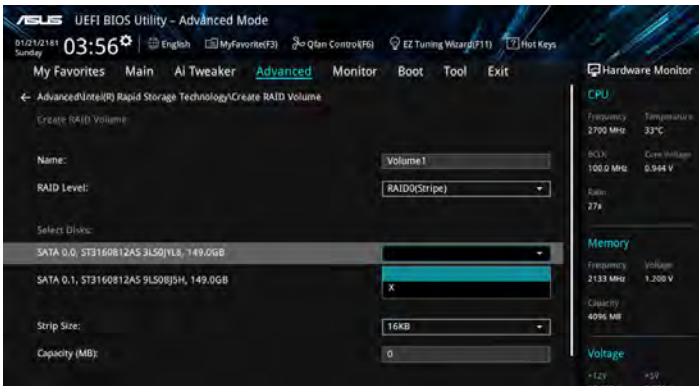 ASUS UEFI BIOS Utility – Advanced Mode
01/21/2181 Sunday 03:56 English MyFavorite(F3) Qfan Control(F6) EZ Tuning Wizard(F11) Hot Keys
My Favorites Main Ai Tweaker Advanced Monitor Boot Tool Exit
Hardware Monitor
← Advanced\Intel(R) Rapid Storage Technology\Create RAID Volume
Create RAID Volume
Name: Volume1
RAID Level: RAID0(Stripe)
Select Disks:
SATA 0.0, ST3160812AS 3LS0JYL8, 149.0GB
X
SATA 0.1, ST3160812AS 9LS0BJ5H, 149.0GB
Strip Size: 16KB
Capacity (MB): 0
CPU
Frequency Temperature
2700 MHz 33°C
BCLK Core Voltage
100.0 MHz 0.944 V
Ratio
27x
Memory
Frequency Voltage
2133 MHz 1.200 V
Capacity
4096 MB
Voltage
+12V +5V